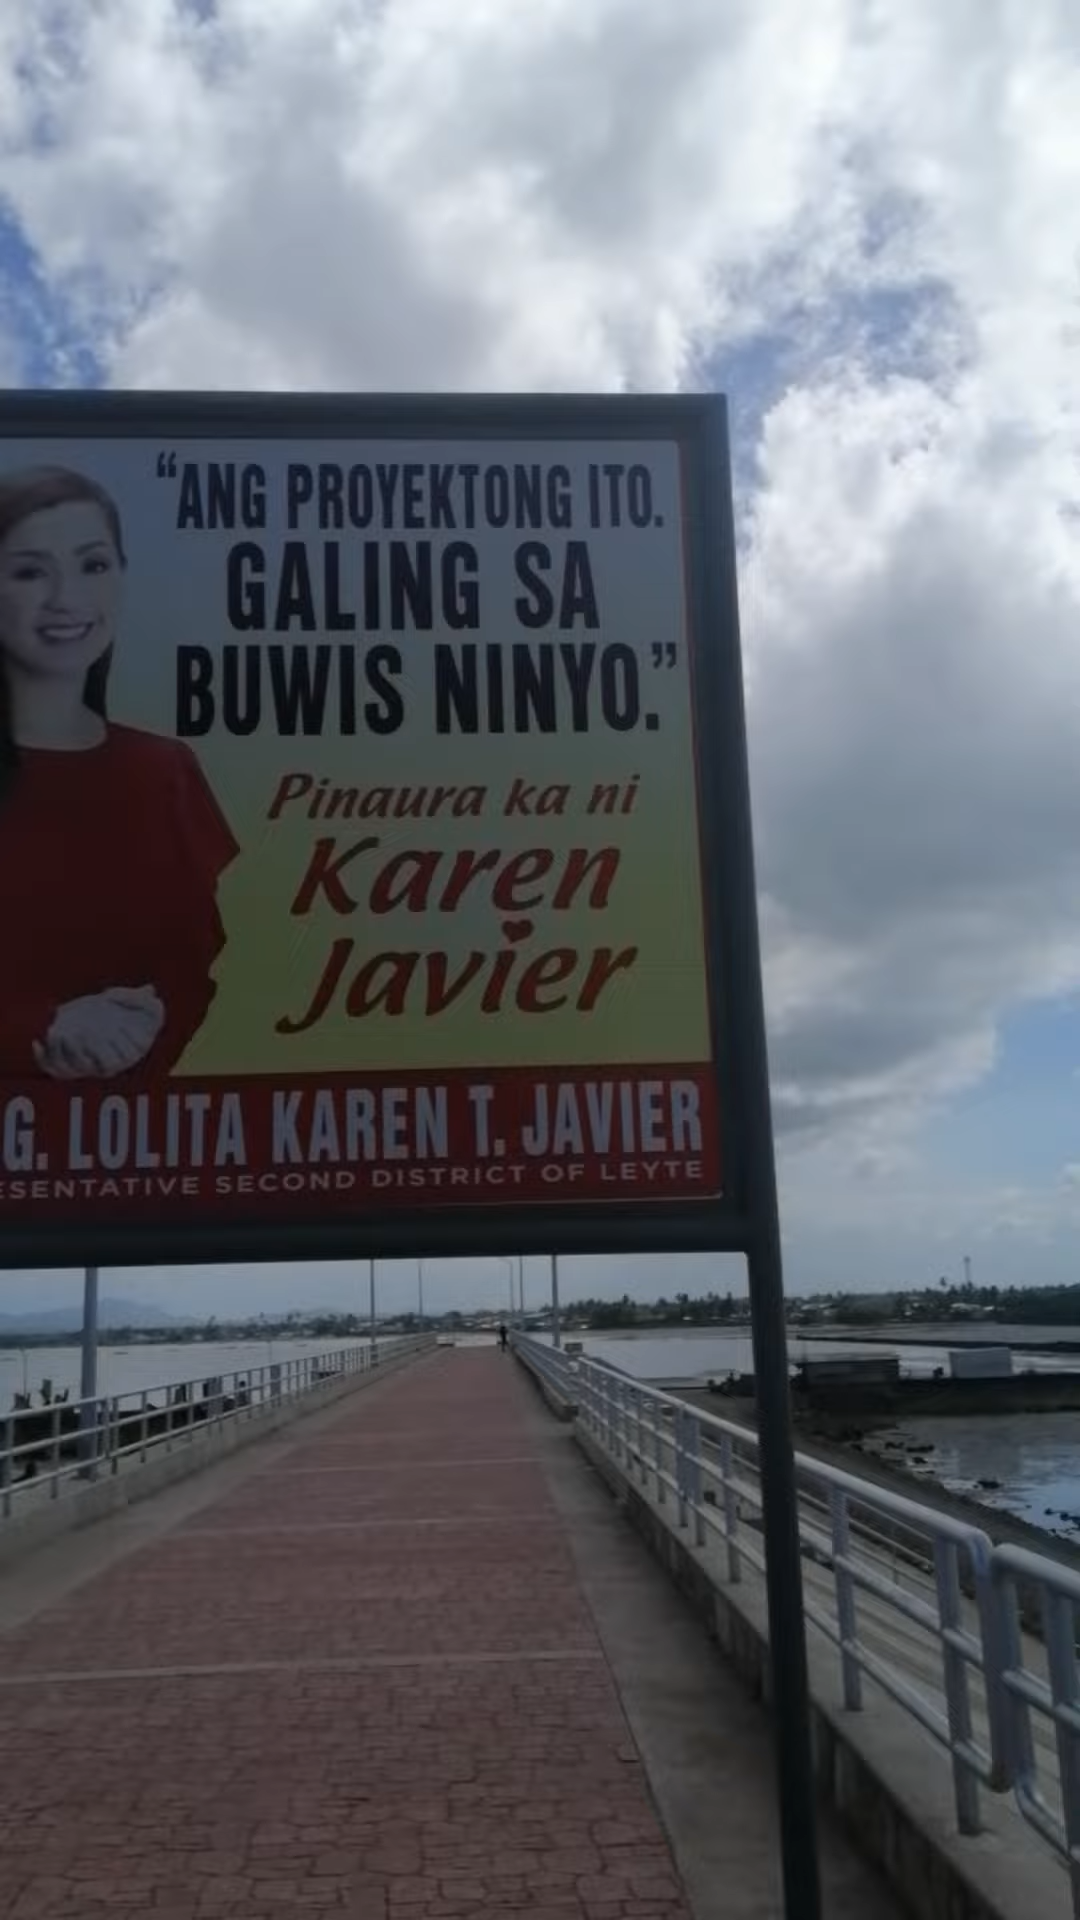 “ANG PROYEKTONG ITO.
GALING SA
BUWIS NINYO.”
Pinaura ka ni
Karen
Javier
G. LOLITA KAREN T. JAVIER
ESENTATIVE SECOND DISTRICT OF LEYTE